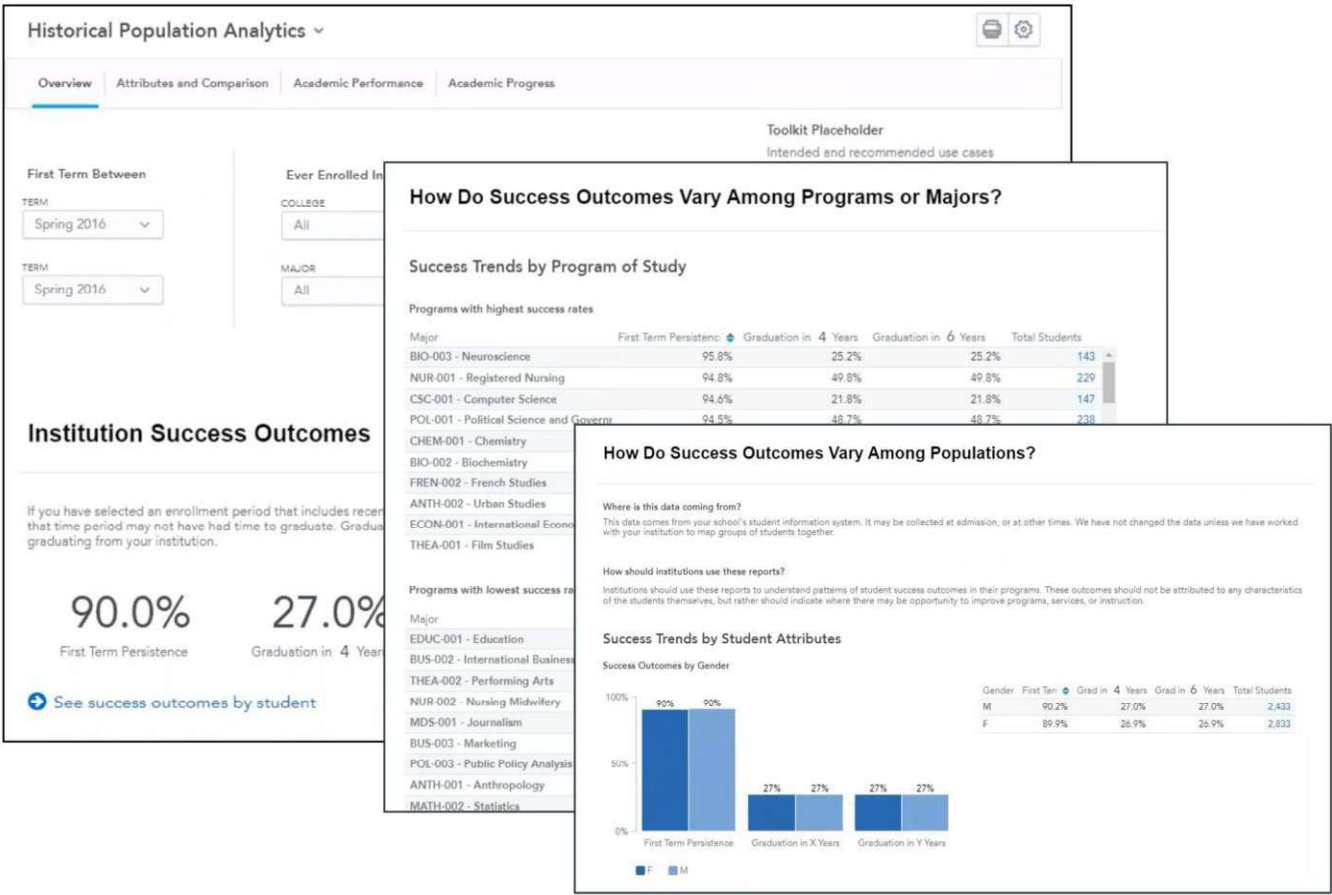 Historical Population Analytics
Overview Attributes and Comparison Academic Performance Academic Progress
Toolkit Placeholder
Intended and recommended use cases
First Term Between
TERM
Spring 2016
TERM
Spring 2016
Ever Enrolled In
COLLEGE
All
MAJOR
All
Institution Success Outcomes
If you have selected an enrollment period that includes recen
that time period may not have had time to graduate. Gradua
graduating from your institution.
90.0%
First Term Persistence
27.0%
Graduation in 4 Year
See success outcomes by student
How Do Success Outcomes Vary Among Programs or Majors?
Success Trends by Program of Study
Programs with highest success rates
Major First Term Persistenc Graduation in 4 Years Graduation in 6 Years Total Students
BIO-003 - Neuroscience 95.8% 25.2% 25.2% 143
NUR-001 - Registered Nursing 94.8% 49.8% 49.8% 229
CSC-001 - Computer Science 94.6% 21.8% 21.8% 147
POL-001 - Political Science and Governr 94.5% 48.7% 48.7% 238
CHEM-001 - Chemistry
BIO-002 - Biochemistry
FREN-002 - French Studies
ANTH-002 - Urban Studies
ECON-001 - International Econo
THEA-001 - Film Studies
Programs with lowest success ra
Major
EDUC-001 - Education
BUS-002 - International Business
THEA-002 - Performing Arts
NUR-002 - Nursing Midwifery
MDS-001 - Journalism
BUS-003 - Marketing
POL-003 - Public Policy Analysis
ANTH-001 - Anthropology
MATH-002 - Statistics
How Do Success Outcomes Vary Among Populations?
Where is this data coming from?
This data comes from your school's student information system. It may be collected at admission, or at other times. We have not changed the data unless we have worked
with your institution to map groups of students together.
How should institutions use these reports?
Institutions should use these reports to understand patterns of student success outcomes in their programs. These outcomes should not be attributed to any characteristics
of the students themselves, but rather should indicate where there may be opportunity to improve programs, services, or instruction.
Success Trends by Student Attributes
Success Outcomes by Gender
100%
50%
0%
90% 90%
27% 27%
27% 27%
First Term Persistence Graduation in X Years Graduation in Y Years
F M
Gender First Ten Grad in 4 Years Grad in 6 Years Total Students
M 90.2% 27.0% 27.0% 2,433
F 89.9% 26.9% 26.9% 2,833